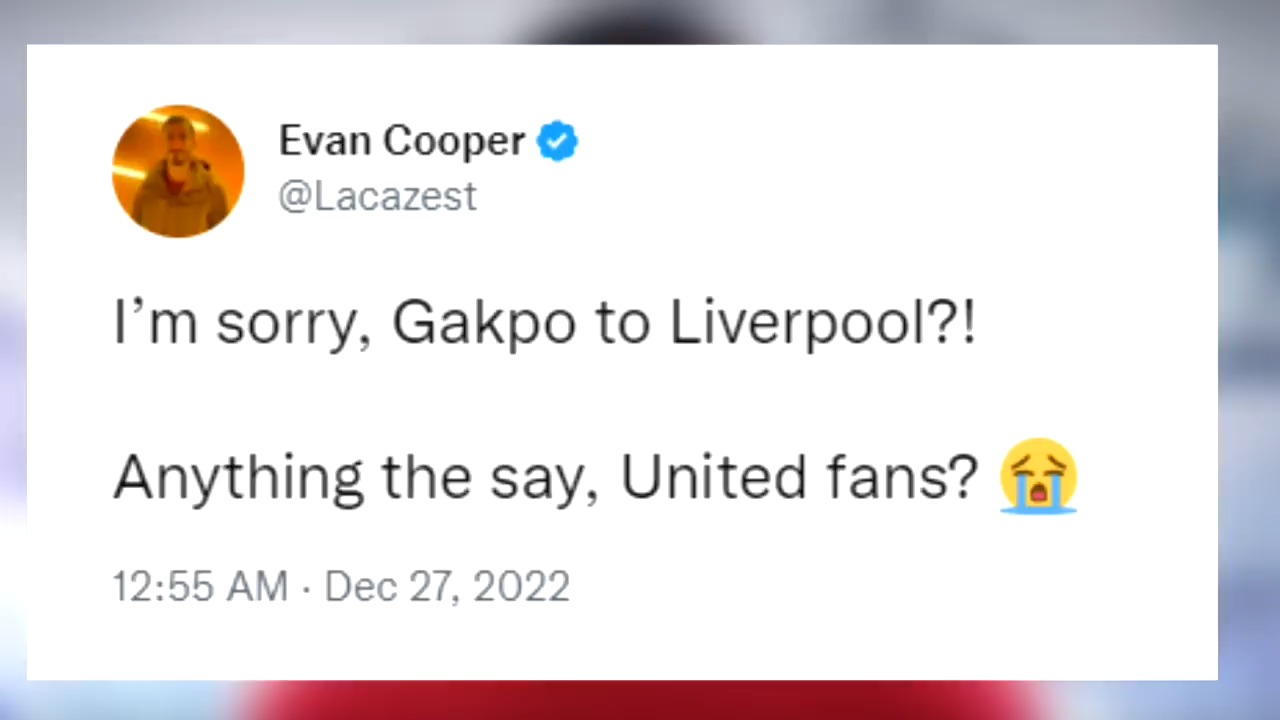 Evan Cooper
@Lacazest
I’m sorry, Gakpo to Liverpool?!
Anything the say, United fans? 😭
12:55 AM · Dec 27, 2022